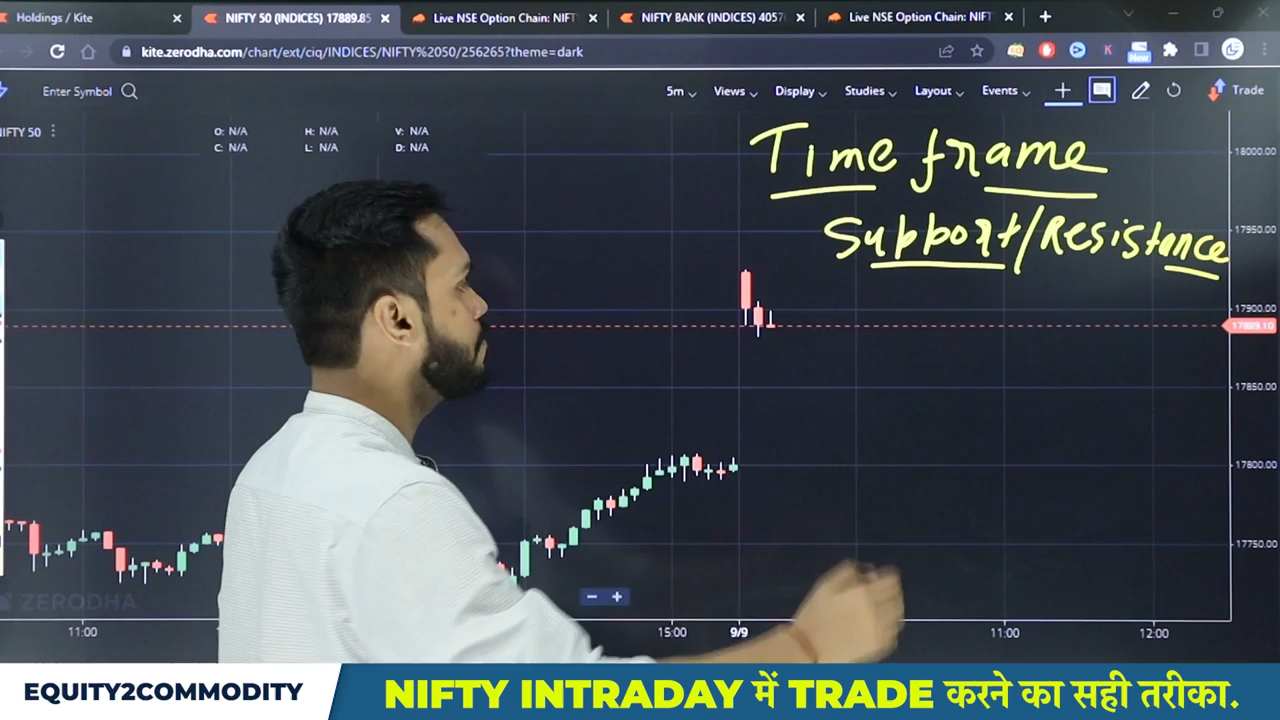 Holdings / Kite
NIFTY 50 (INDICES) 17889.85
Live NSE Option Chain: NIFT
NIFTY BANK (INDICES) 4057
Live NSE Option Chain: NIFT
kite.zerodha.com/chart/ext/ciq/INDICES/NIFTY%2050/256265?theme=dark
New
Enter Symbol
5m Views Display Studies Layout Events Trade
NIFTY 50
O: N/A H: N/A V: N/A
C: N/A L: N/A D: N/A
Time frame
Support/Resistance
18000.00
17950.00
17900.00
17889.10
17850.00
17800.00
17750.00
ZERODHA
11:00 15:00 9/9 11:00 12:00
EQUITY2COMMODITY
NIFTY INTRADAY में TRADE करने का सही तरीका.